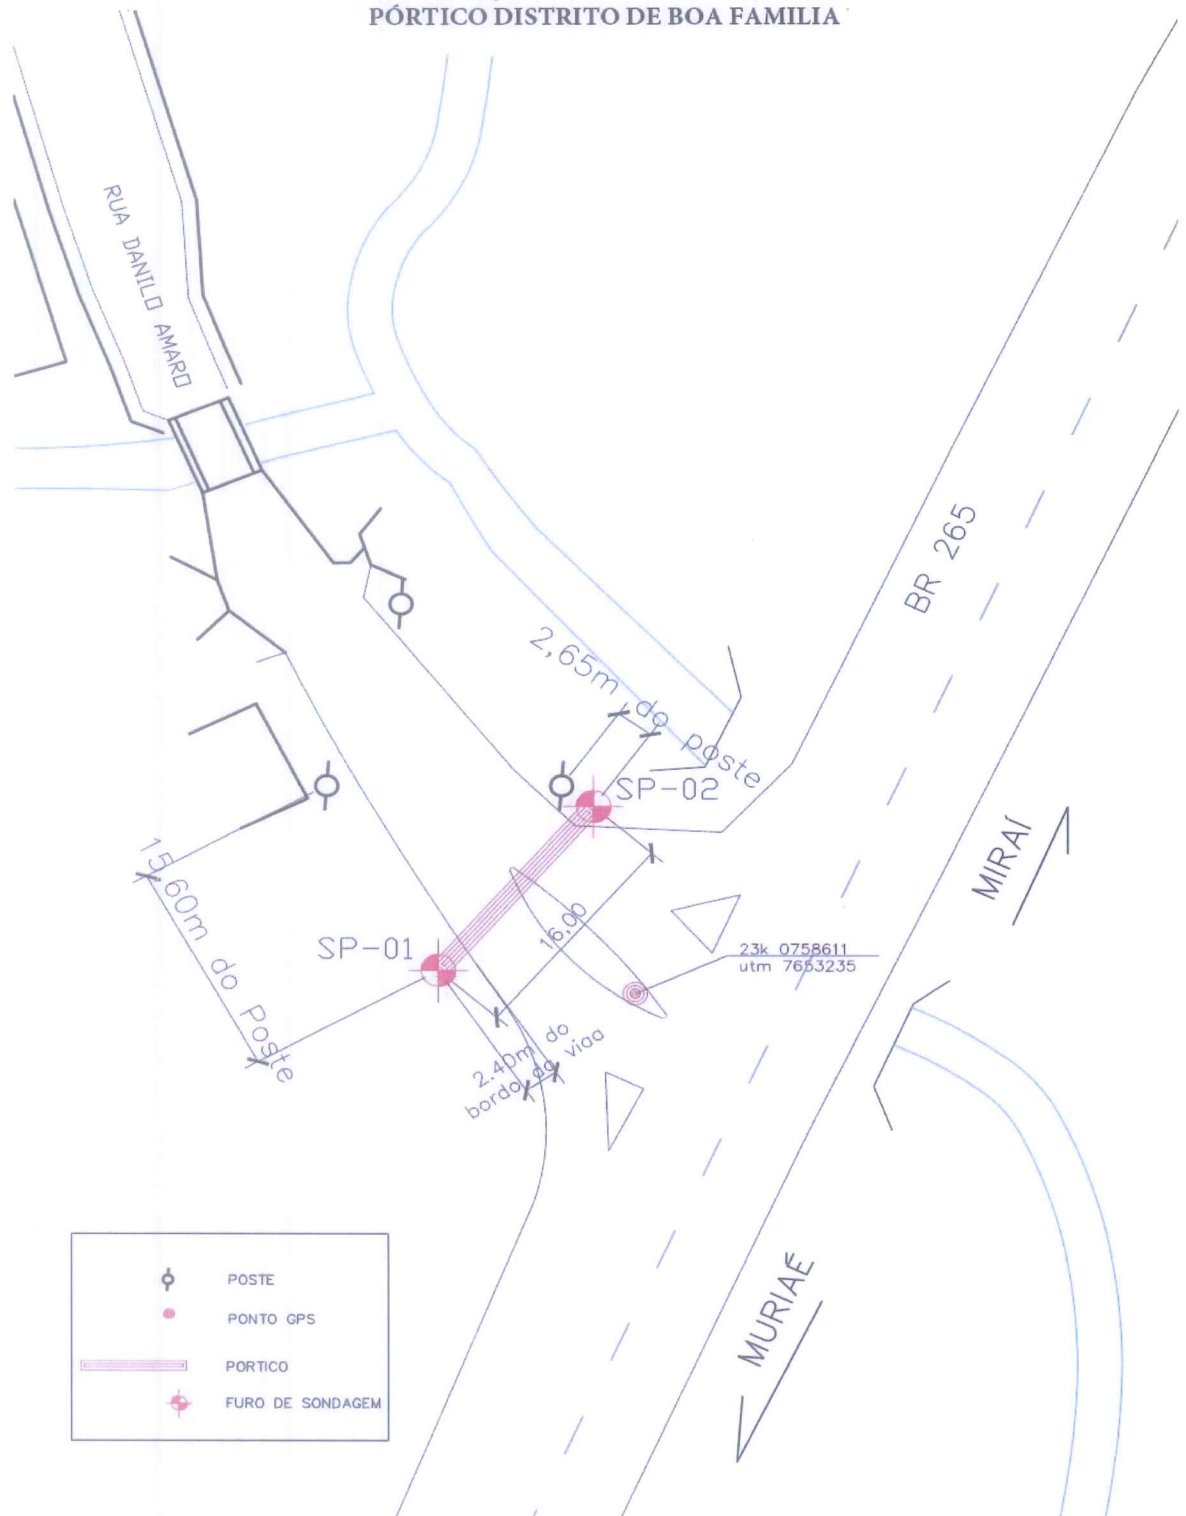 PÓRTICO DISTRITO DE BOA FAMILIA
RUA DANILO AMARO
BR 265
2,65m do poste
SP-02
MIRAÍ
15,60m do Poste
SP-01
16,00
23k 0758611
utm 7653235
2.40m do
bordo da viaa
MURIAÉ
POSTE
PONTO GPS
PORTICO
FURO DE SONDAGEM